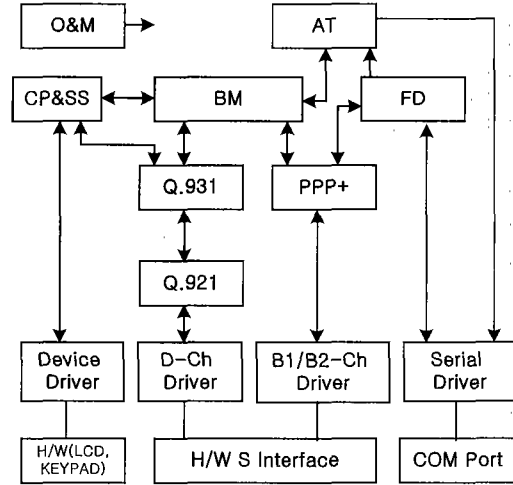 O&M
AT
CP&SS
BM
FD
Q.931
PPP+
Q.921
Device
Driver
D-Ch
Driver
B1/B2-Ch
Driver
Serial
Driver
H/W(LCD,
KEYPAD)
H/W S Interface
COM Port